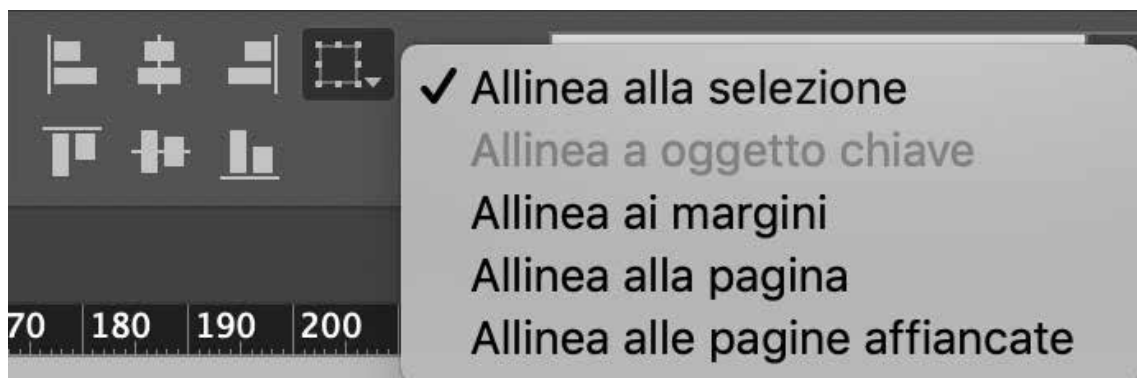 Allinea alla selezione
Allinea a oggetto chiave
Allinea ai margini
Allinea alla pagina
Allinea alle pagine affiancate
70 180 190 200